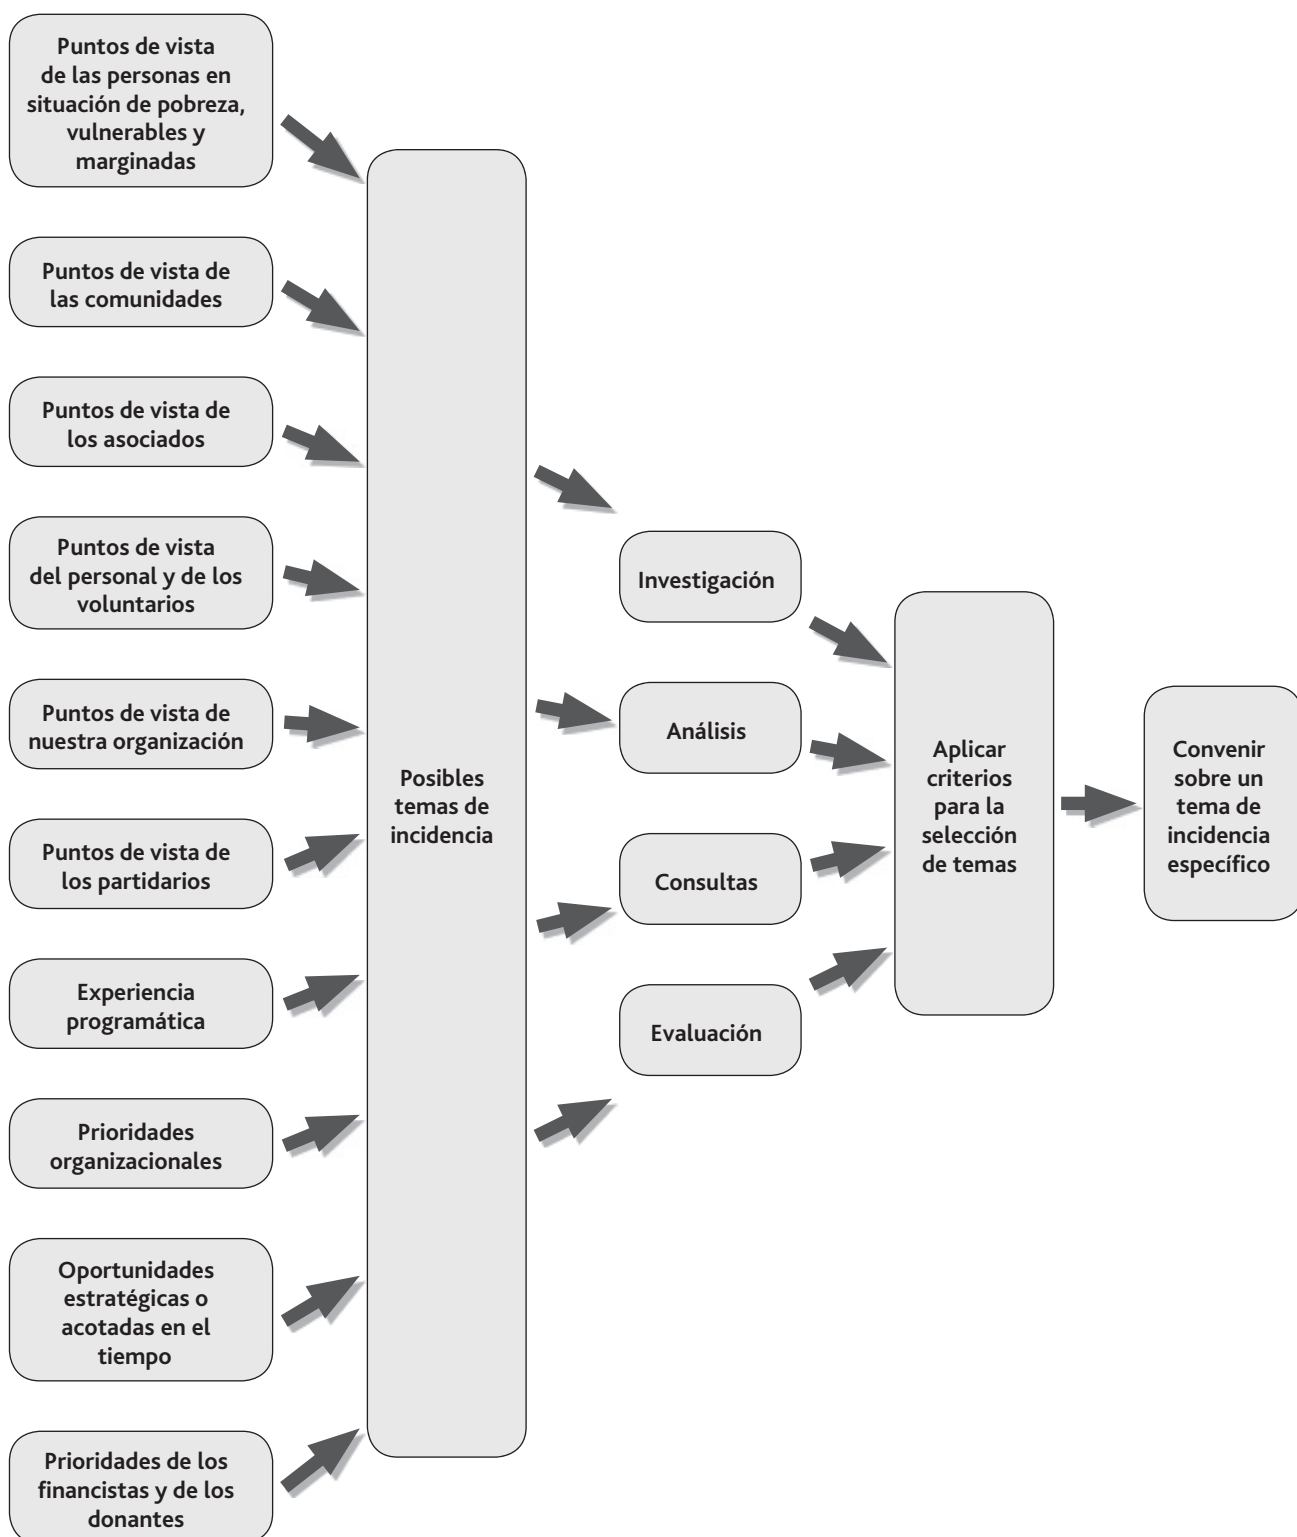 Puntos de vista
de las personas en
situación de pobreza,
vulnerables y
marginadas
Puntos de vista de
las comunidades
Puntos de vista de
los asociados
Puntos de vista
del personal y de los
voluntarios
Puntos de vista de
nuestra organización
Puntos de vista de
los partidarios
Experiencia
programática
Prioridades
organizacionales
Oportunidades
estratégicas o
acotadas en el
tiempo
Prioridades de los
financistas y de los
donantes
Posibles
temas de
incidencia
Investigación
Análisis
Consultas
Evaluación
Aplicar
criterios
para la
selección
de temas
Convenir
sobre un
tema de
incidencia
específico